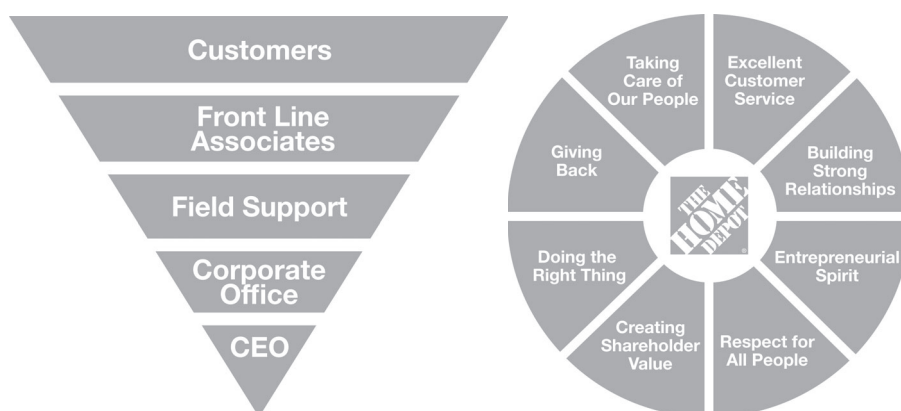 Customers
Front Line
Associates
Field Support
Corporate
Office
CEO
Taking
Care of
Our People
Excellent
Customer
Service
Building
Strong
Relationships
Entrepreneurial
Spirit
Respect for
All People
Creating
Shareholder
Value
Doing the
Right Thing
Giving
Back
THE
HOME
DEPOT
®